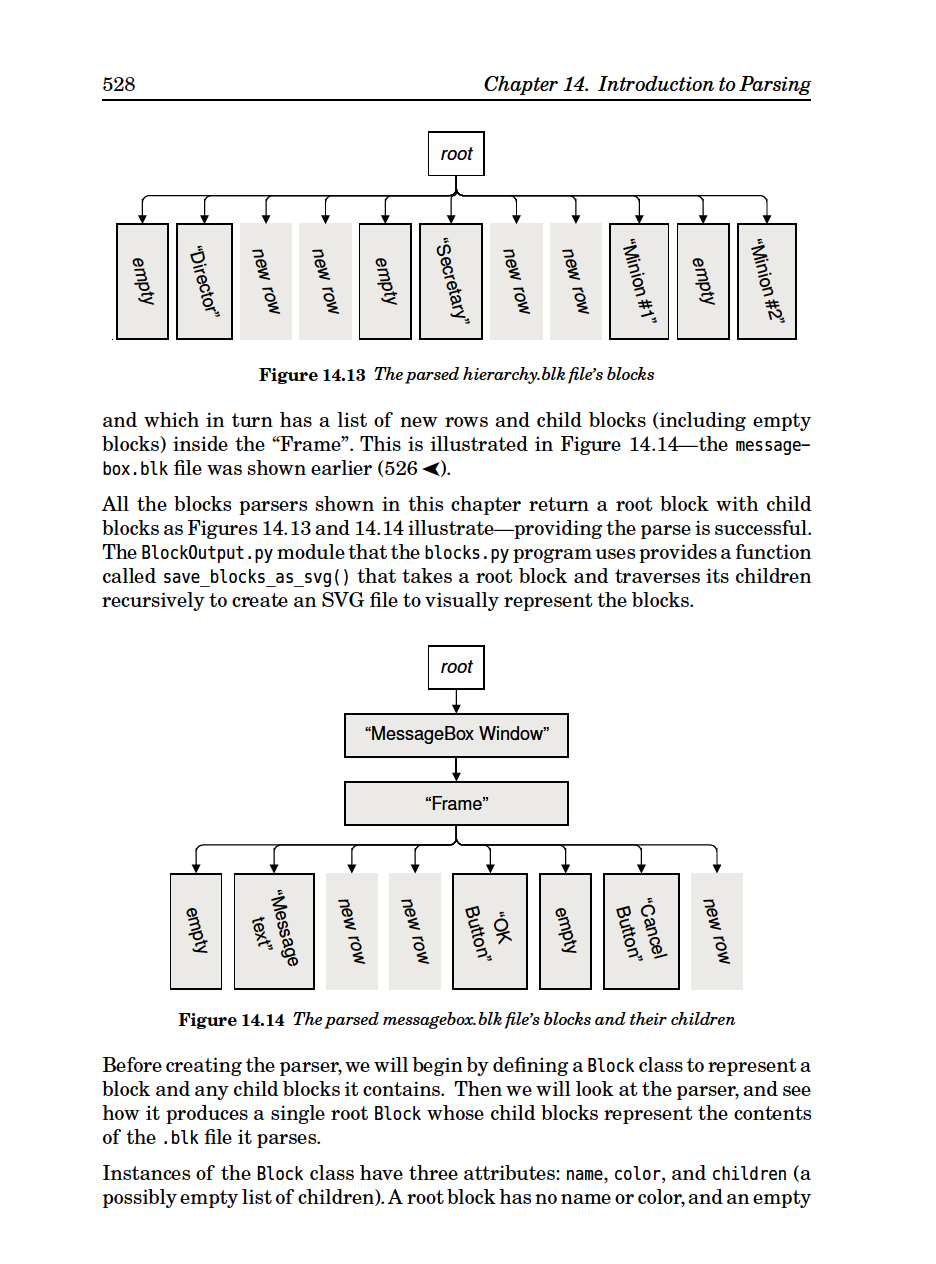 528
Chapter 14. Introduction to Parsing
root
empty
“Director”
new row
new row
empty
“Secretary”
new row
new row
“Minion #1”
empty
“Minion #2”
Figure 14.13 The parsed hierarchy.blk file’s blocks
and which in turn has a list of new rows and child blocks (including empty
blocks) inside the “Frame”. This is illustrated in Figure 14.14—the message-
box.blk file was shown earlier (526 ◄).
All the blocks parsers shown in this chapter return a root block with child
blocks as Figures 14.13 and 14.14 illustrate—providing the parse is successful.
The BlockOutput.py module that the blocks.py program uses provides a function
called save_blocks_as_svg() that takes a root block and traverses its children
recursively to create an SVG file to visually represent the blocks.
root
“MessageBox Window”
“Frame”
empty
“Message
text”
new row
new row
“OK
Button”
empty
“Cancel
Button”
new row
Figure 14.14 The parsed messagebox.blk file’s blocks and their children
Before creating the parser, we will begin by defining a Block class to represent a
block and any child blocks it contains. Then we will look at the parser, and see
how it produces a single root Block whose child blocks represent the contents
of the .blk file it parses.
Instances of the Block class have three attributes: name, color, and children (a
possibly empty list of children). A root block has no name or color, and an empty